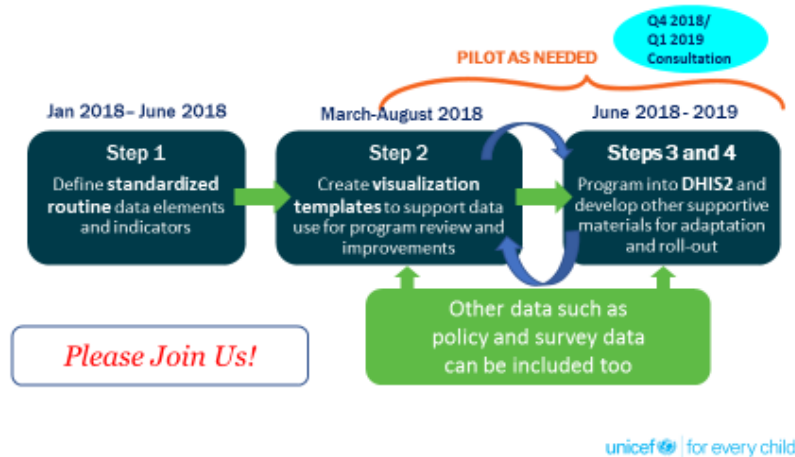 Q4 2018/
Q1 2019
Consultation
PILOT AS NEEDED
Jan 2018– June 2018
March-August 2018
June 2018 - 2019
Step 1
Define standardized
routine data elements
and indicators
Step 2
Create visualization
templates to support data
use for program review and
improvements
Steps 3 and 4
Program into DHIS2 and
develop other supportive
materials for adaptation
and roll-out
Other data such as
policy and survey data
can be included too
Please Join Us!
unicef | for every child